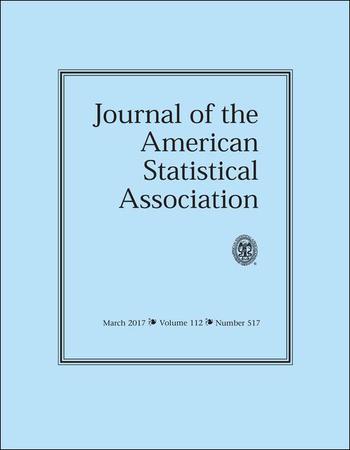 Journal of the
American
Statistical
Association
March 2017 ❧ Volume 112 ❧ Number 517